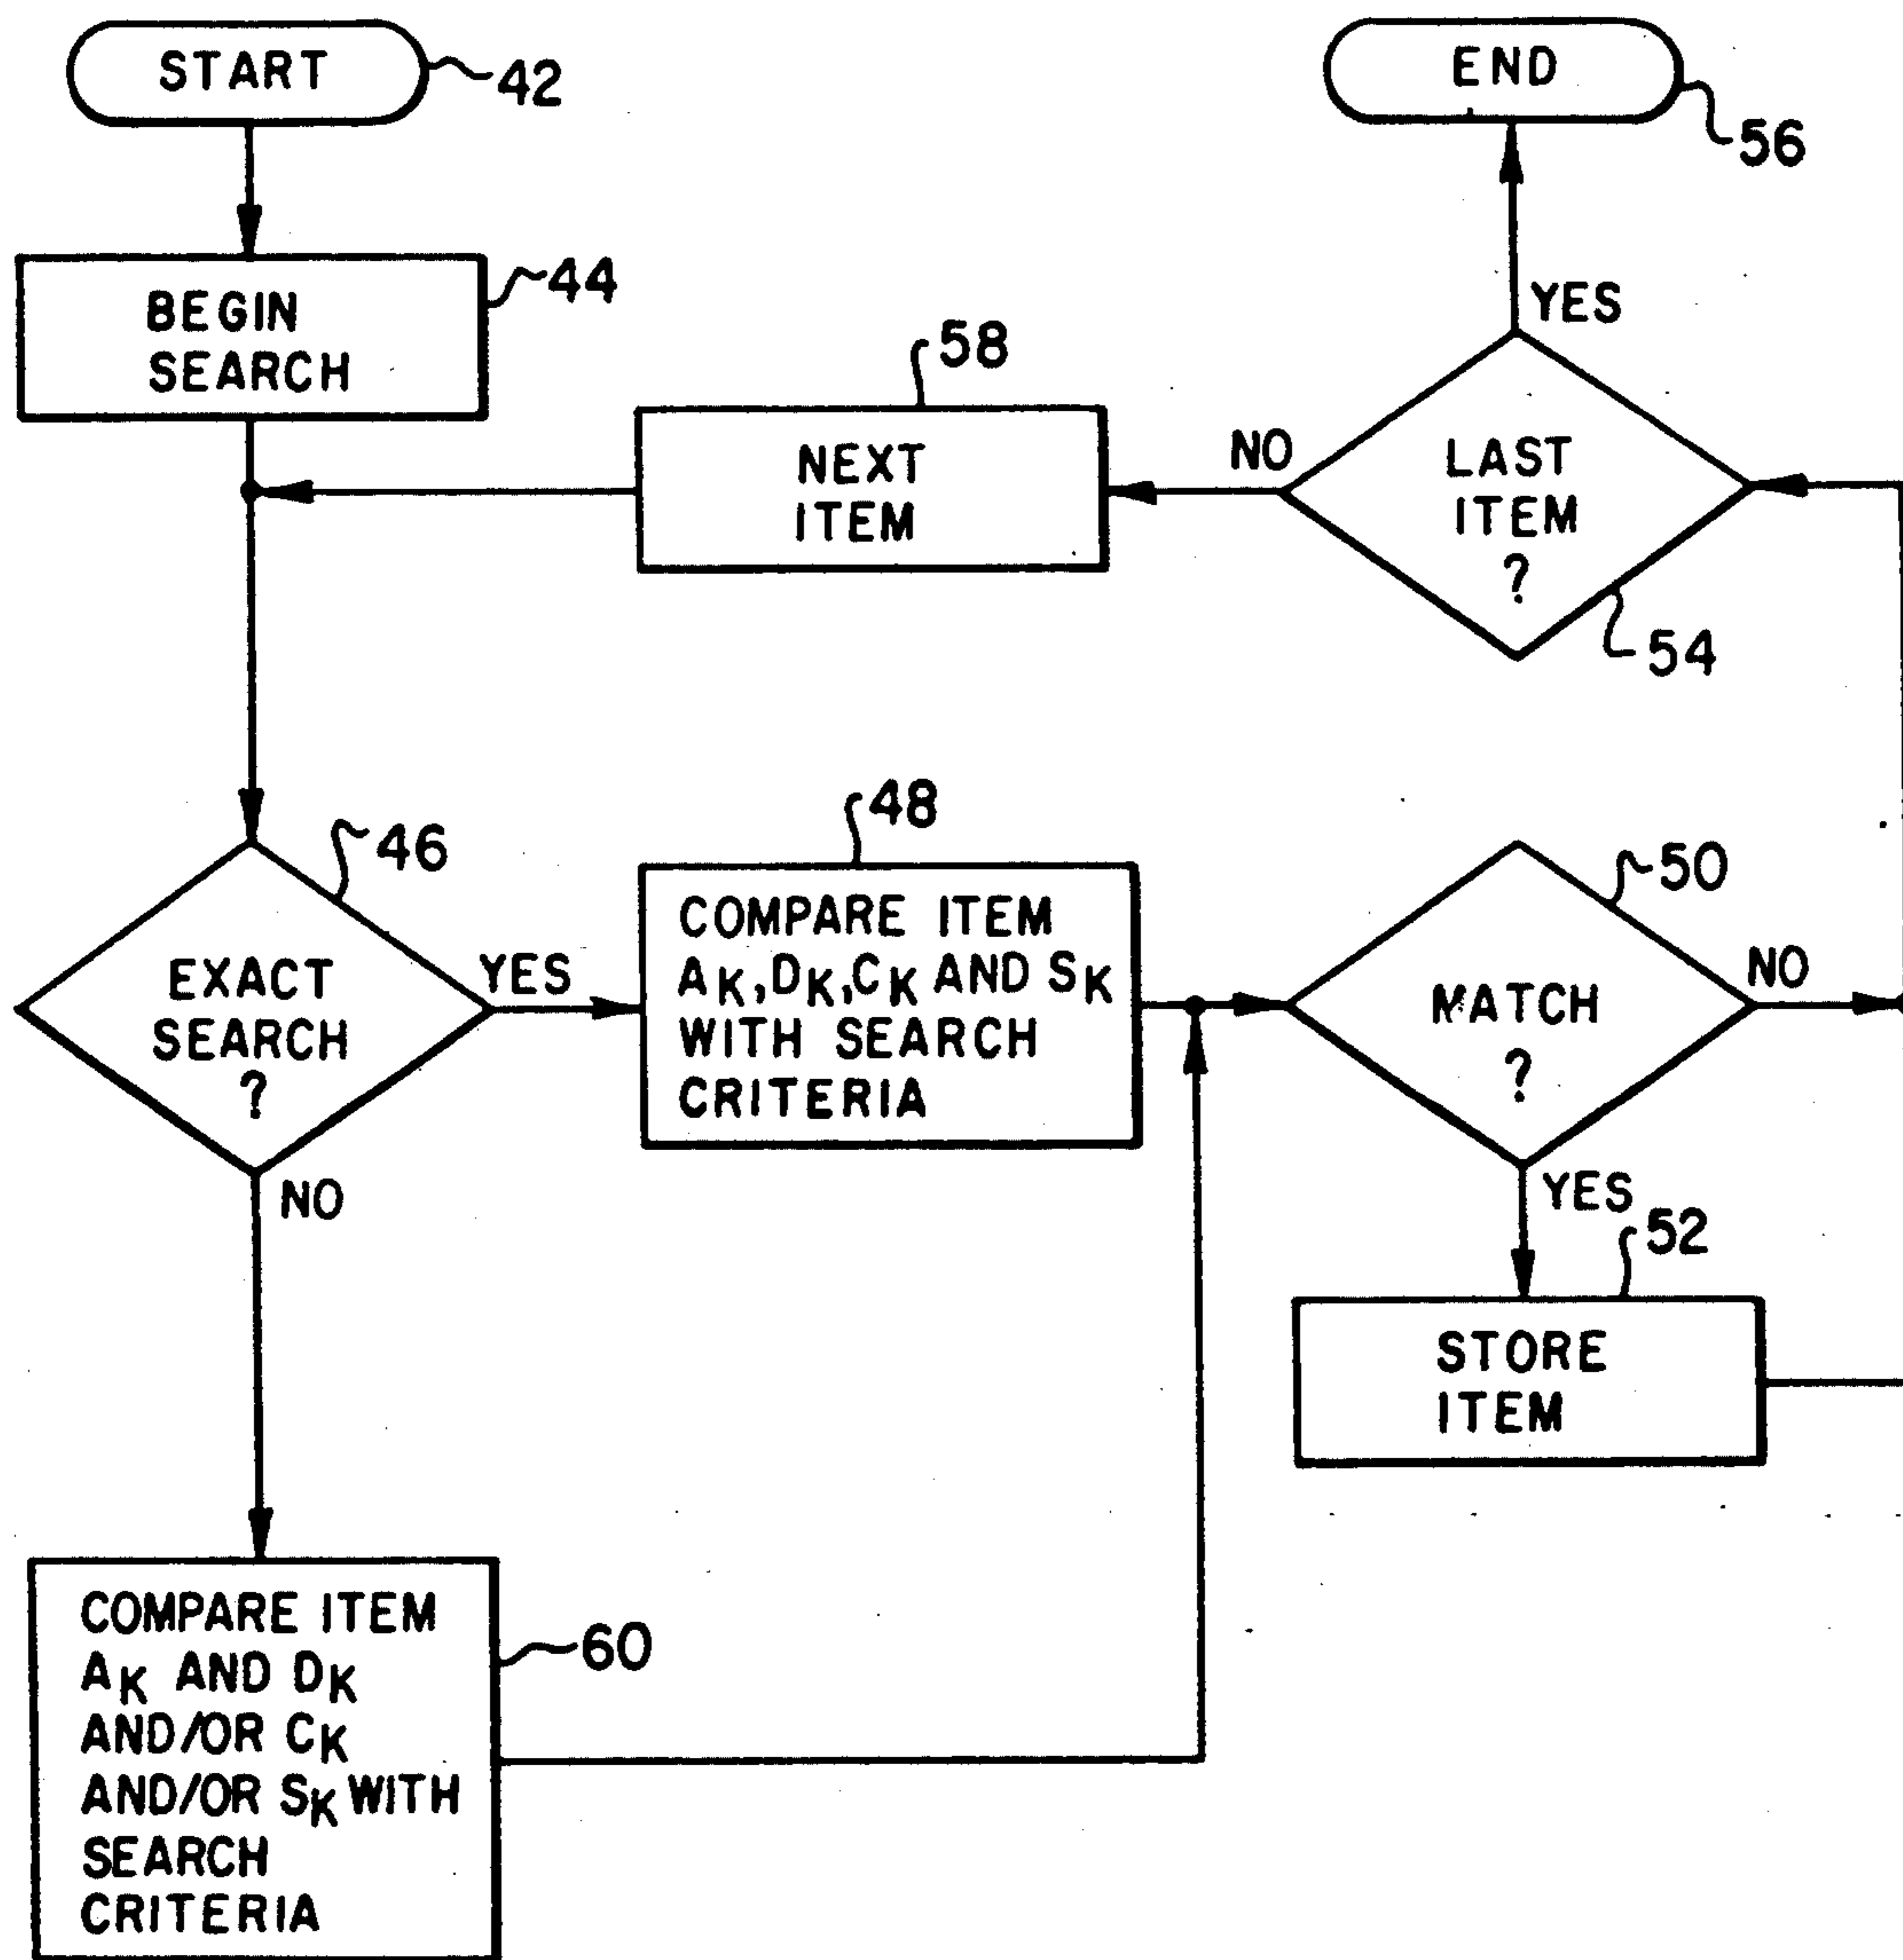 START
42
END
56
BEGIN
SEARCH
44
58
NEXT
ITEM
YES
NO
LAST
ITEM
?
54
46
EXACT
SEARCH
?
YES
NO
48
COMPARE ITEM
AK, DK, CK AND SK
WITH SEARCH
CRITERIA
50
MATCH
?
NO
YES
52
STORE
ITEM
COMPARE ITEM
AK AND DK
AND/OR CK
AND/OR SK WITH
SEARCH
CRITERIA
60